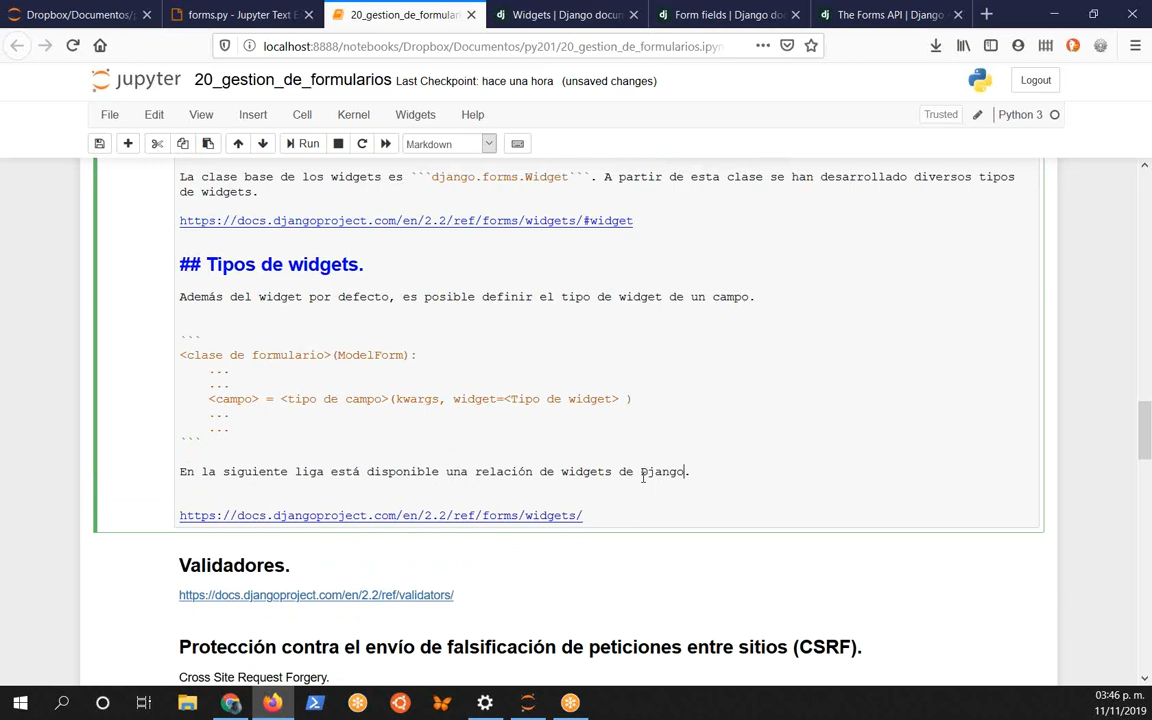 Dropbox/Documentos/p
forms.py - Jupyter Text E
20_gestion_de_formular
Widgets | Django docum
Form fields | Django do
The Forms API | Django
localhost:8888/notebooks/Dropbox/Documentos/py201/20_gestion_de_formularios.ipyn
jupyter 20_gestion_de_formularios Last Checkpoint: hace una hora (unsaved changes)
Logout
File Edit View Insert Cell Kernel Widgets Help
Trusted Python 3
Run Markdown
La clase base de los widgets es ```django.forms.Widget```. A partir de esta clase se han desarrollado diversos tipos
de widgets.
https://docs.djangoproject.com/en/2.2/ref/forms/widgets/#widget
## Tipos de widgets.
Además del widget por defecto, es posible definir el tipo de widget de un campo.
```
<clase de formulario>(ModelForm):
...
...
<campo> = <tipo de campo>(kwargs, widget=<Tipo de widget> )
...
...
```
En la siguiente liga está disponible una relación de widgets de Django.
https://docs.djangoproject.com/en/2.2/ref/forms/widgets/
Validadores.
https://docs.djangoproject.com/en/2.2/ref/validators/
Protección contra el envío de falsificación de peticiones entre sitios (CSRF).
Cross Site Request Forgery.
03:46 p. m.
11/11/2019